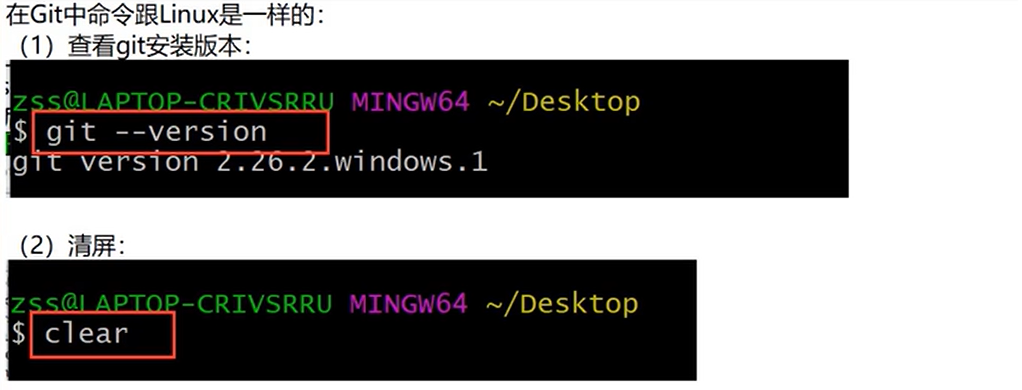 在Git中命令跟Linux是一样的：
（1）查看git安装版本：
zss@LAPTOP-CRIVSRRU MINGW64 ~/Desktop
$ git --version
git version 2.26.2.windows.1
（2）清屏：
zss@LAPTOP-CRIVSRRU MINGW64 ~/Desktop
$ clear